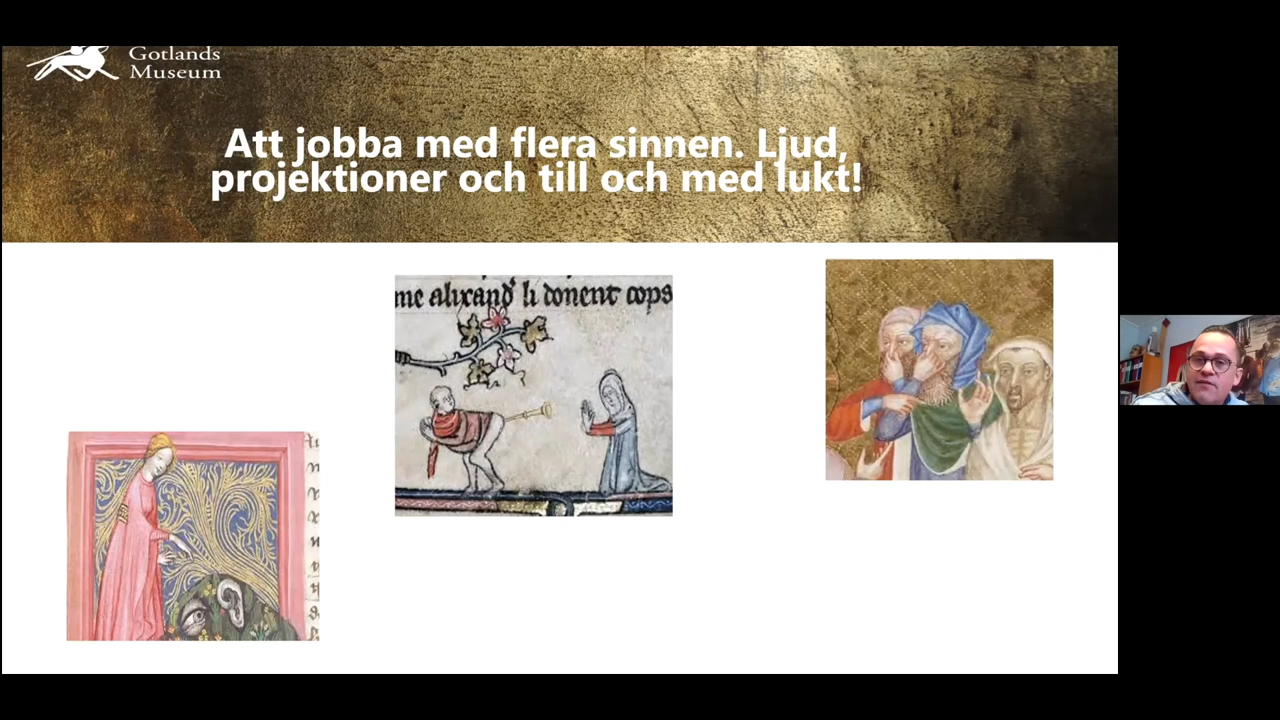 Gotlands
Museum
Att jobba med flera sinnen. Ljud,
projektioner och till och med lukt!
me alixand' li donent cops